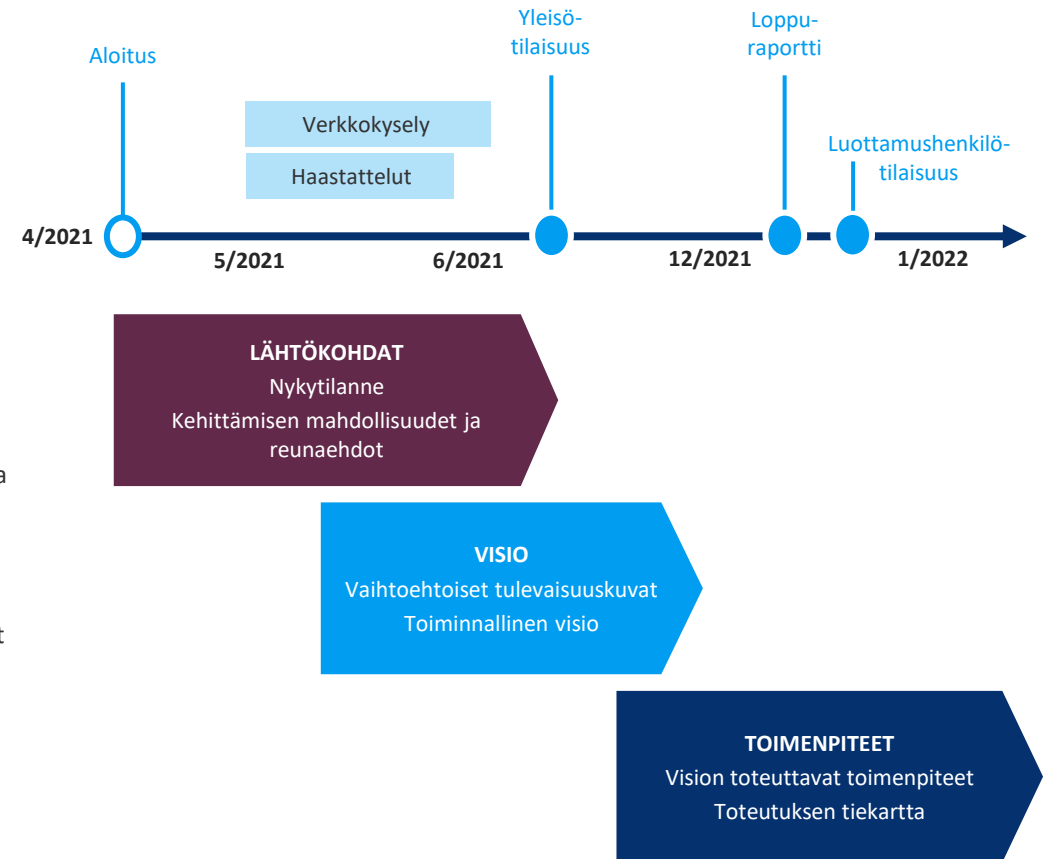 Aloitus
Yleisö-
tilaisuus
Loppu-
raportti
Verkkokysely
Haastattelut
Luottamushenkilö-
tilaisuus
4/2021
5/2021
6/2021
12/2021
1/2022
LÄHTÖKOHDAT
Nykytilanne
Kehittämisen mahdollisuudet ja
reunaehdot
a
VISIO
Vaihtoehtoiset tulevaisuuskuvat
Toiminnallinen visio
t
TOIMENPITEET
Vision toteuttavat toimenpiteet
Toteutuksen tiekartta